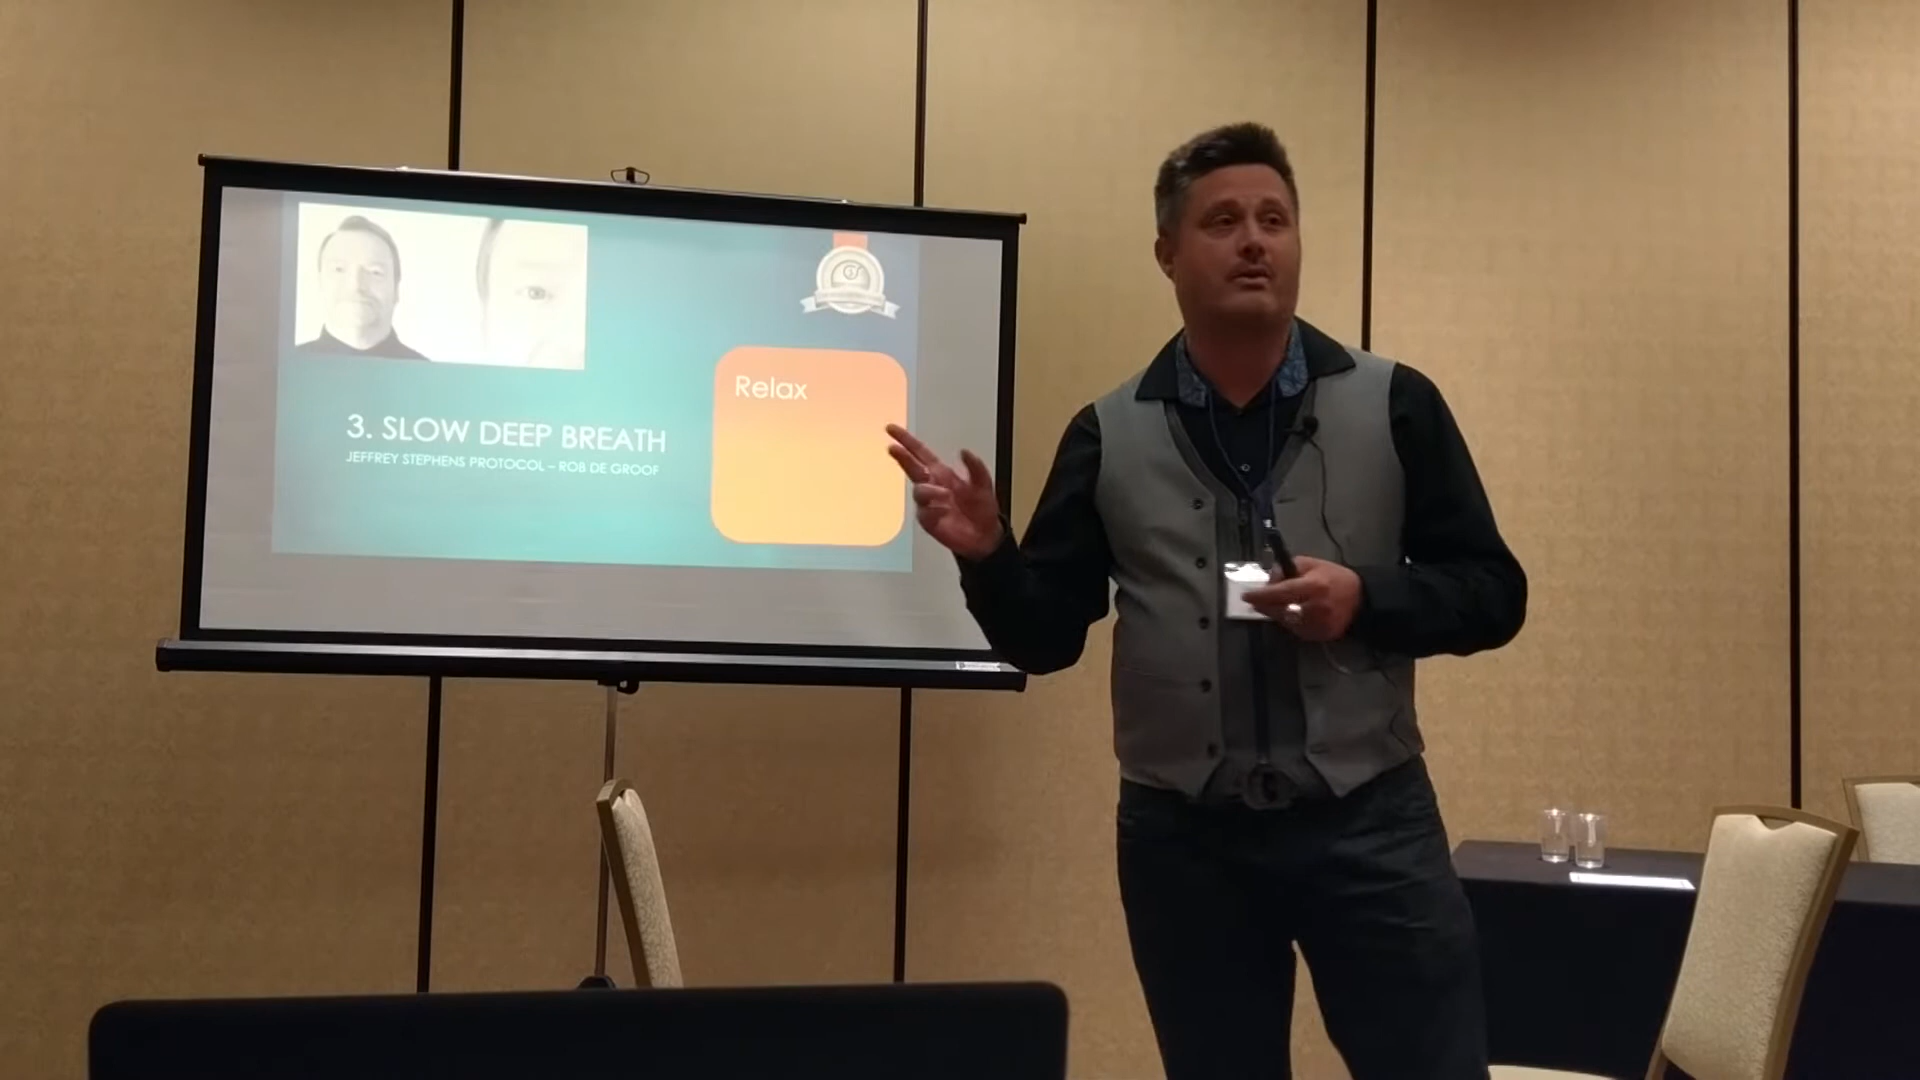 3. SLOW DEEP BREATH
JEFFREY STEPHENS PROTOCOL – ROB DE GROOF
Relax